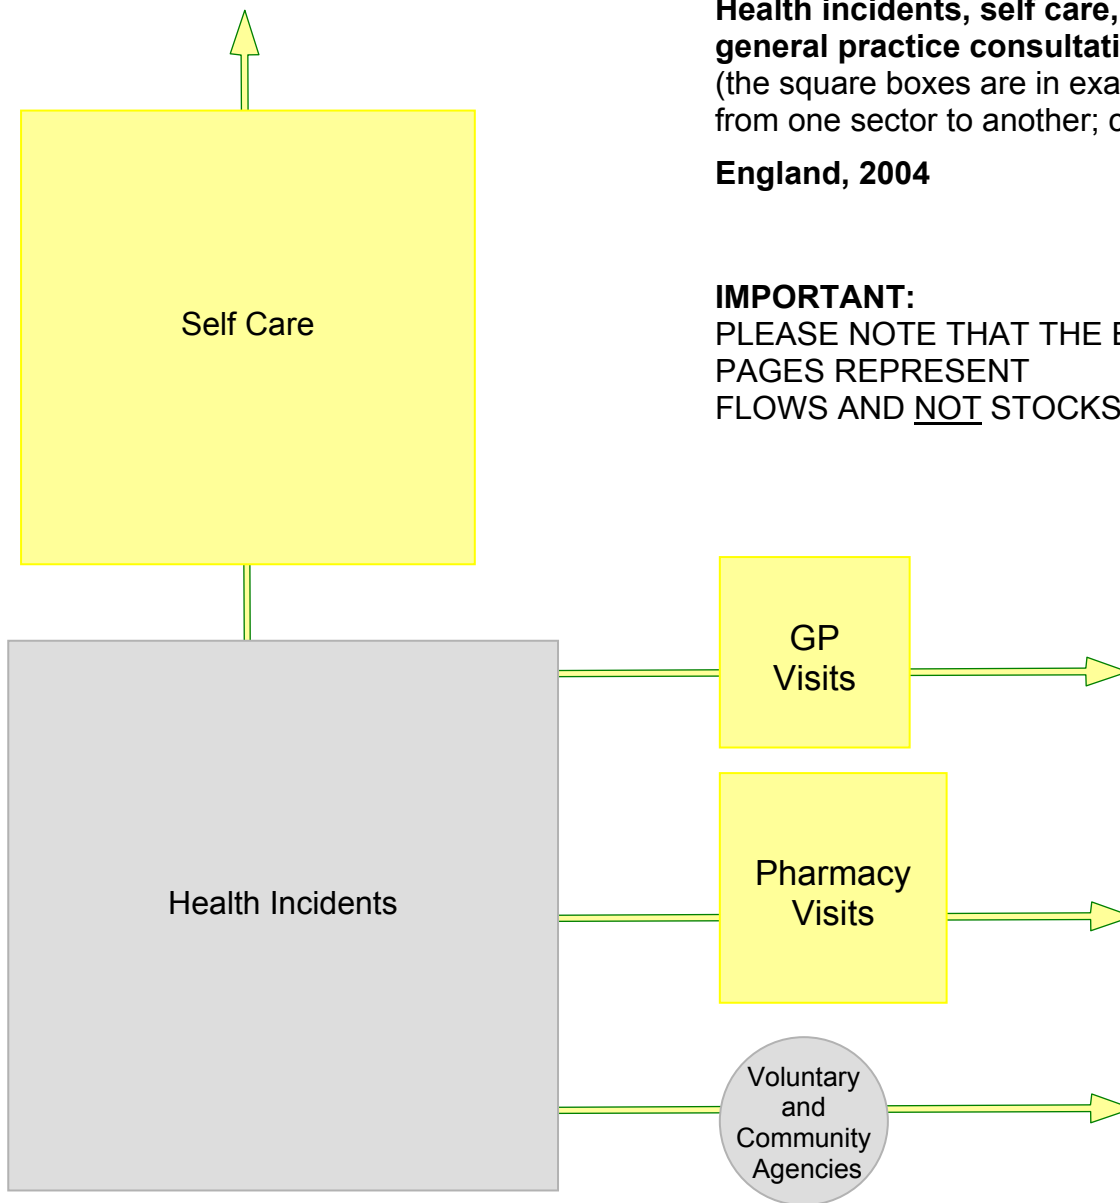 Health incidents, self care,
general practice
(the square boxes are in
from one sector to another;
England, 2004
IMPORTANT:
PLEASE NOTE THAT THE
PAGES REPRESENT
FLOWS AND NOT STOCKS
Self Care
GP
Visits
Health Incidents
Pharmacy
Visits
Voluntary
and
Community
Agencies